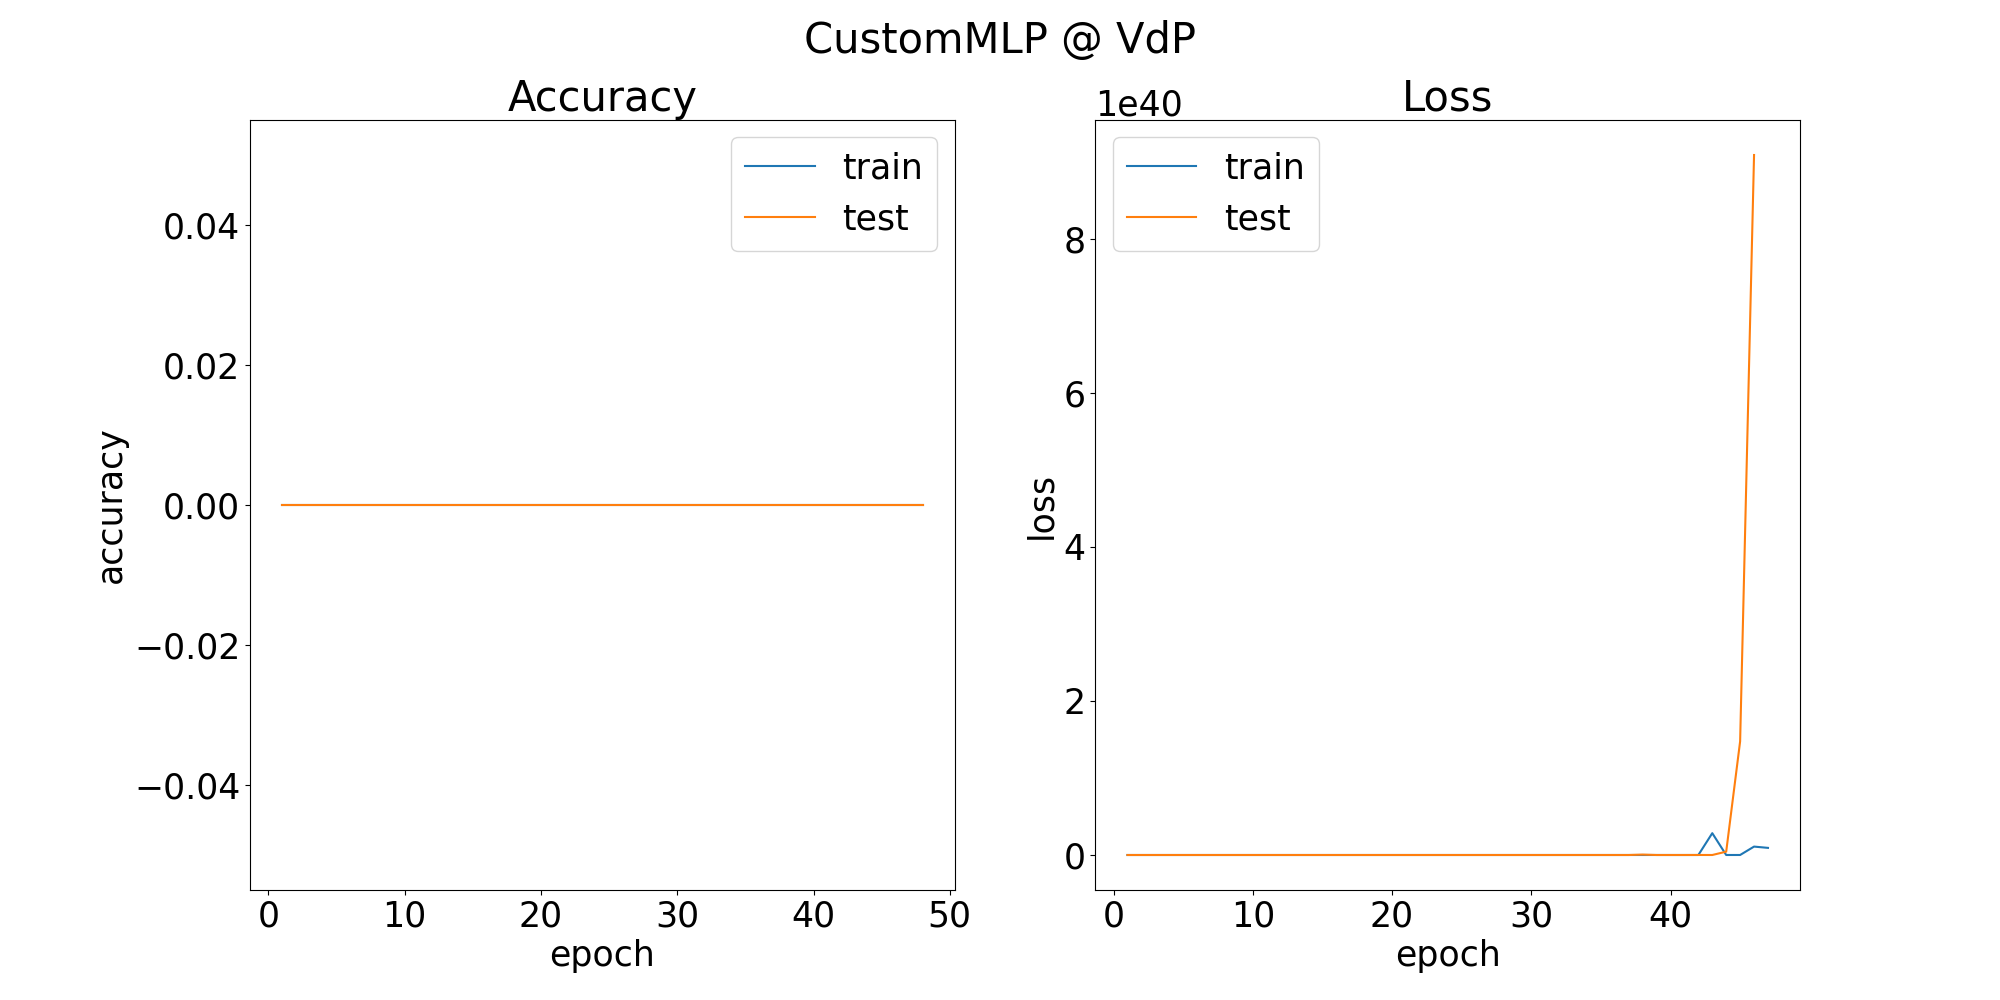 CustomMLP @ VdP
Accuracy
train
test
0.04
0.02
0.00
−0.02
−0.04
accuracy
0 10 20 30 40 50
epoch
Loss
1e40
train
test
8
6
4
2
0
loss
0 10 20 30 40
epoch